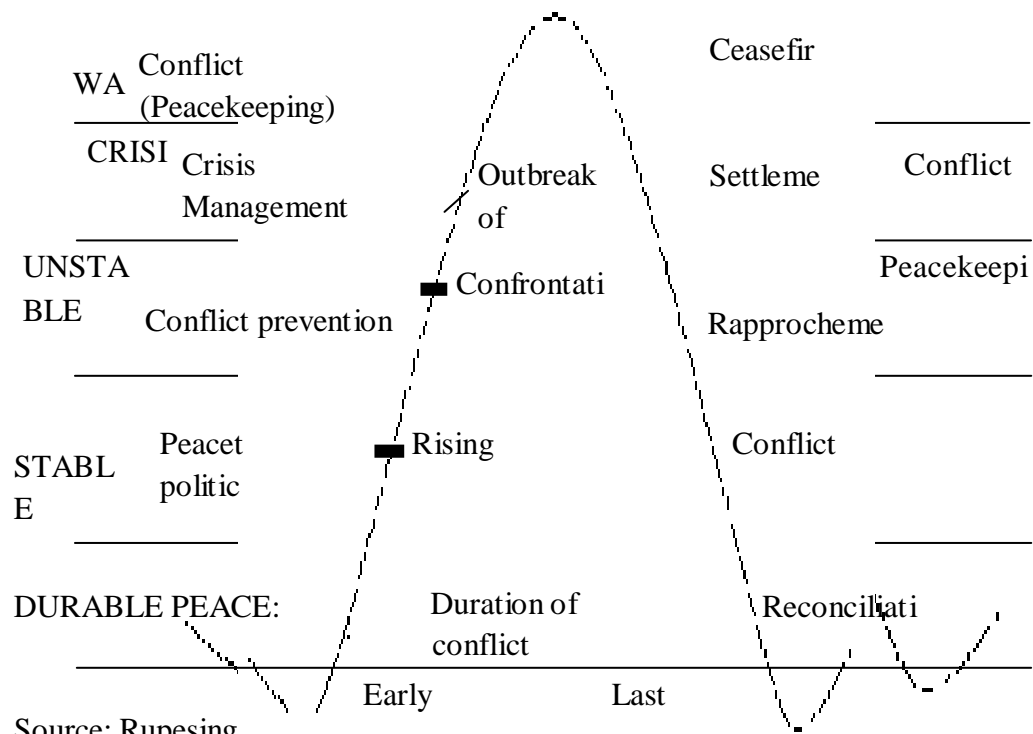 WA
Conflict
(Peacekeeping)
Ceasefir
CRISI
Crisis
Management
Outbreak
of
Settleme
Conflict
UNSTA
BLE
Conflict prevention
Confrontati
Rapprocheme
Peacekeepi
STABL
E
Peacet
politic
Rising
Conflict
DURABLE PEACE:
Duration of
conflict
Reconciliati
Early
Last
Source: Rupesing